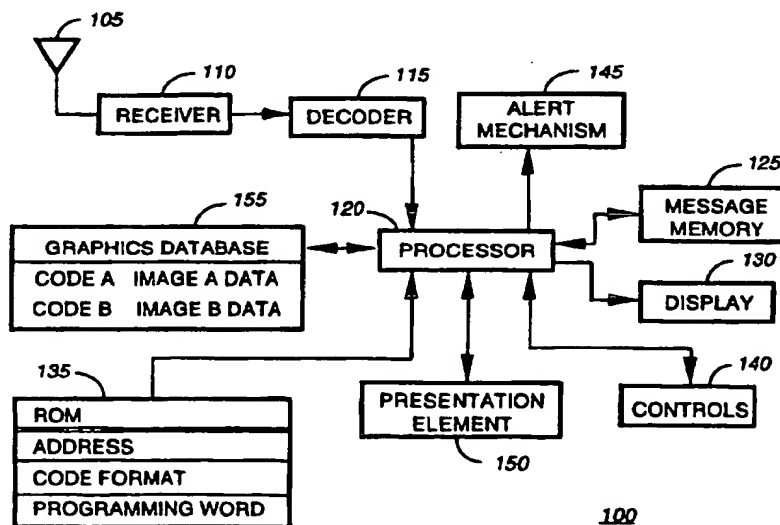 105
110
RECEIVER
115
DECODER
145
ALERT
MECHANISM
125
MESSAGE
MEMORY
155
GRAPHICS DATABASE
CODE A IMAGE A DATA
CODE B IMAGE B DATA
120
PROCESSOR
130
DISPLAY
135
ROM
ADDRESS
CODE FORMAT
PROGRAMMING WORD
PRESENTATION
ELEMENT
150
140
CONTROLS
100